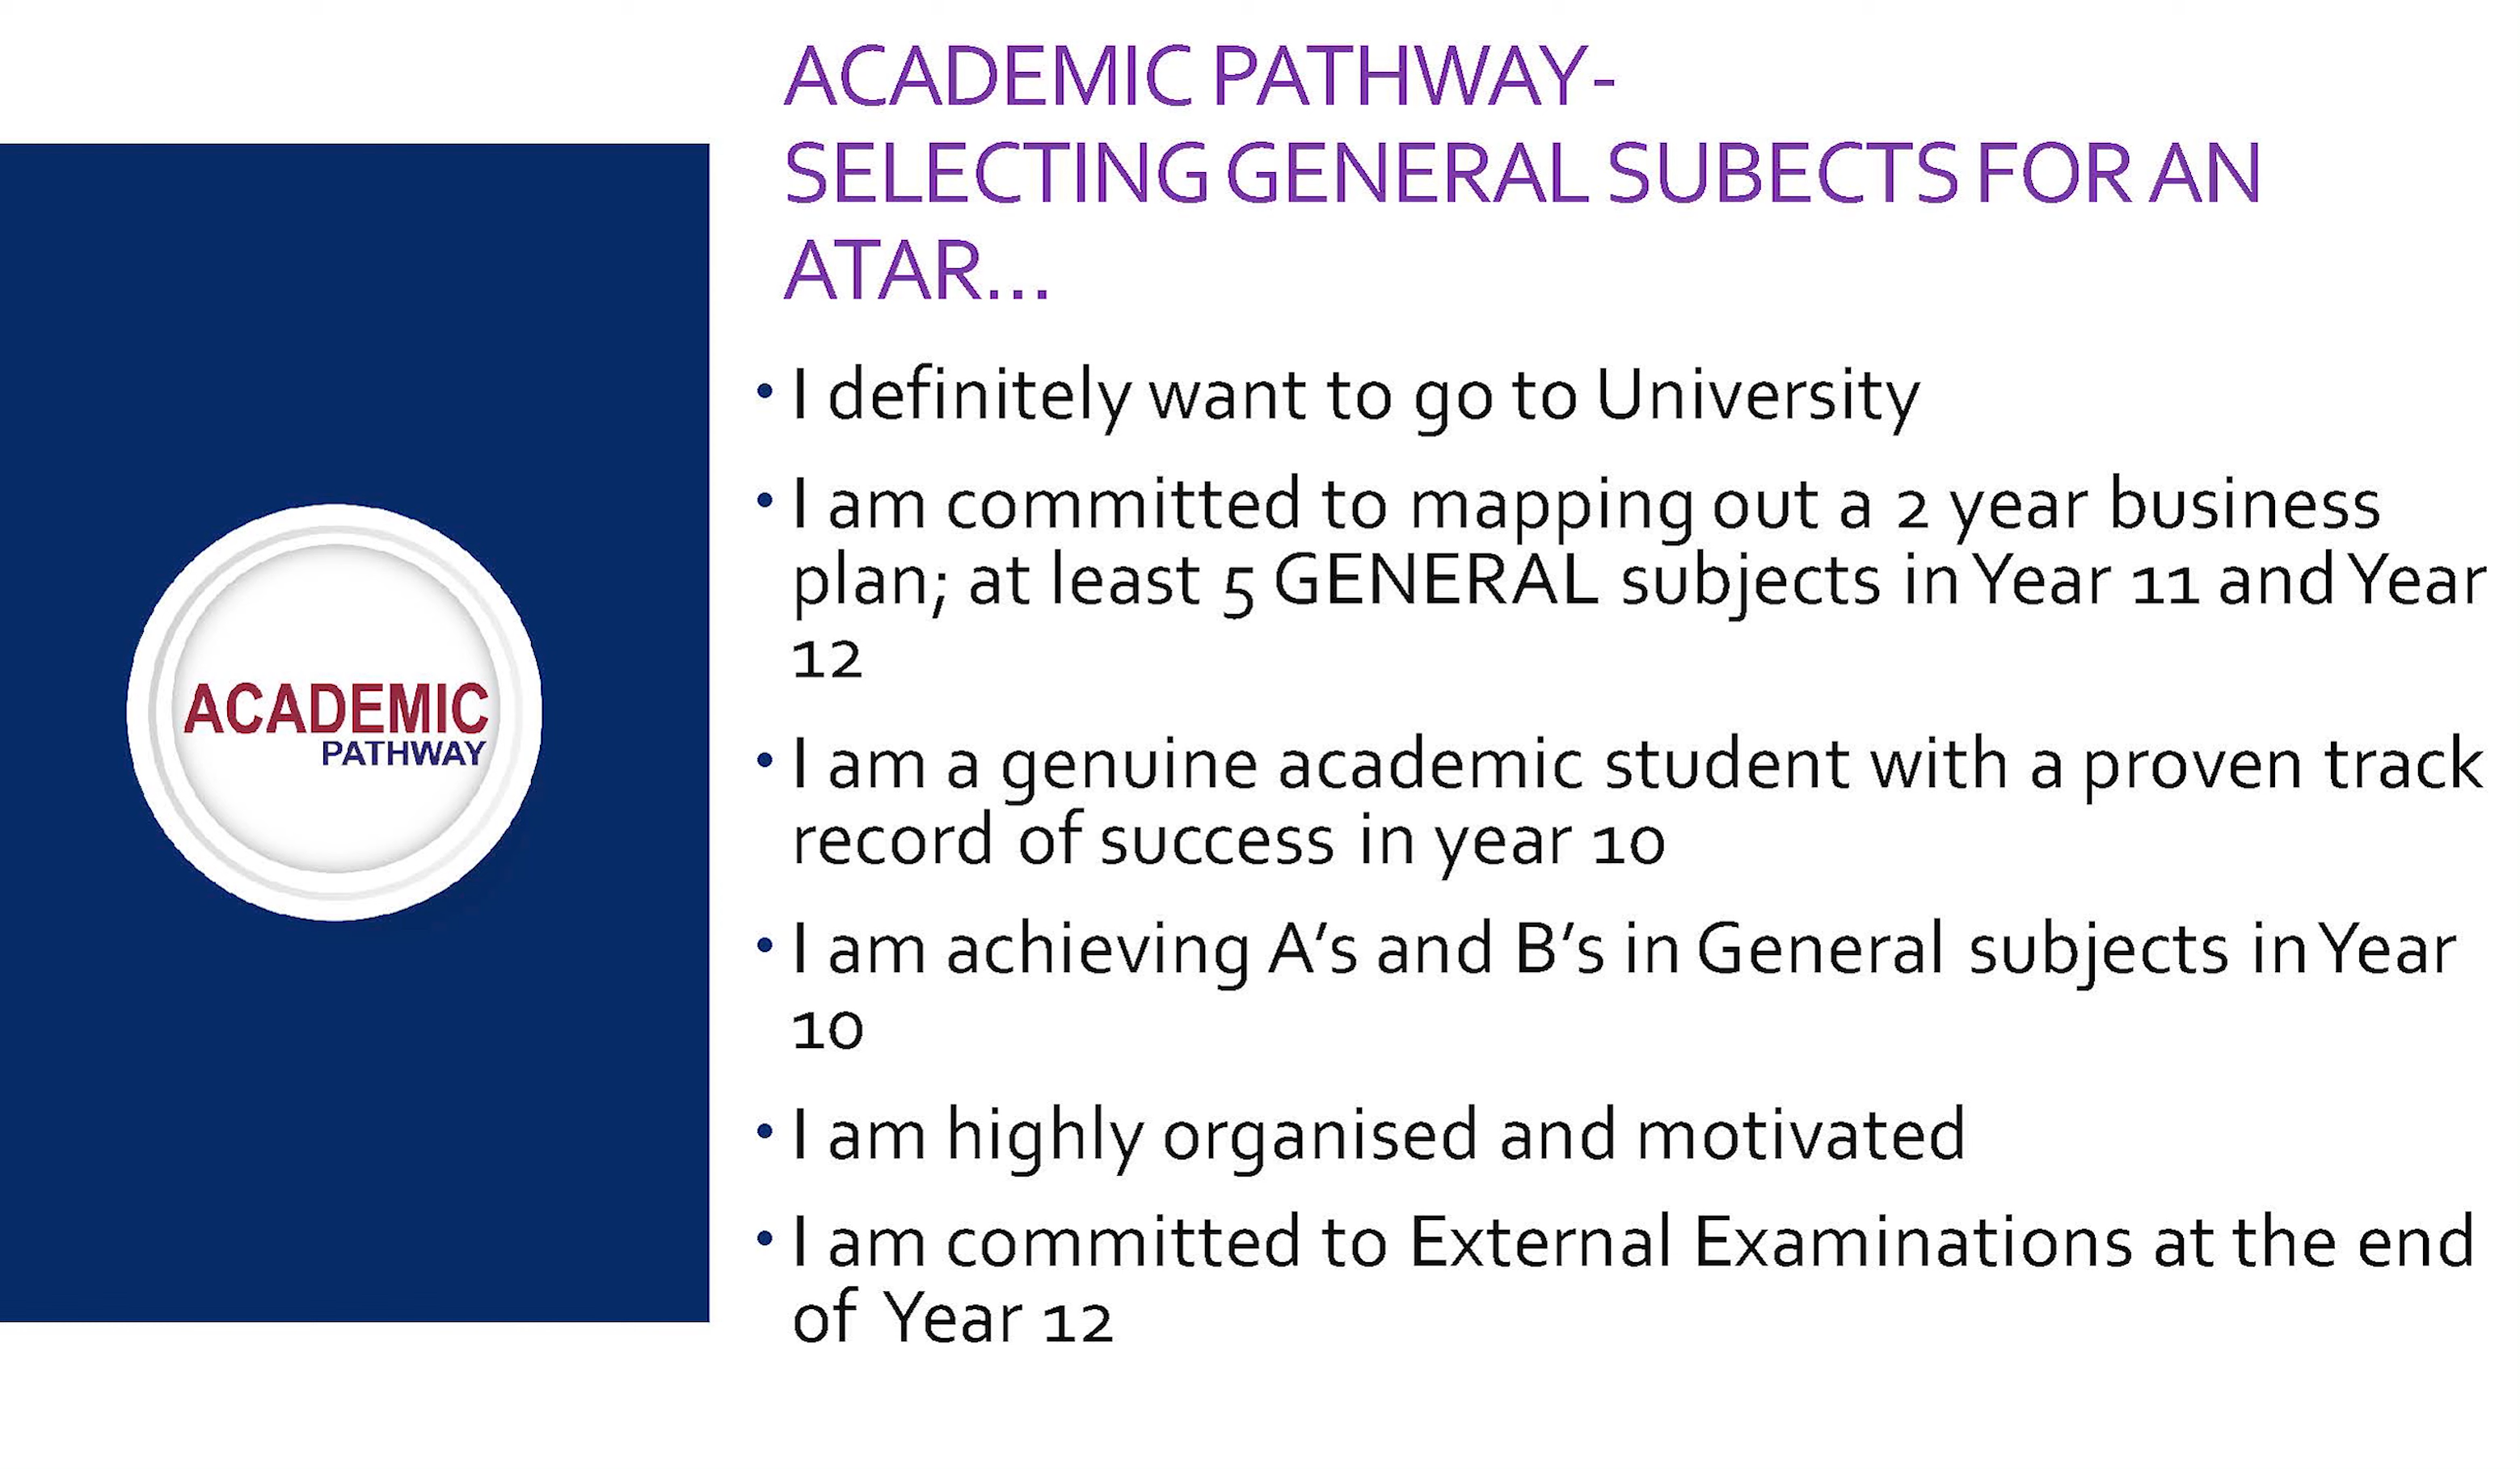 ACADEMIC PATHWAY-
SELECTING GENERAL SUBECTS FOR AN
ATAR...
• I definitely want to go to University
• I am committed to mapping out a 2 year business
plan; at least 5 GENERAL subjects in Year 11 and Year
12
• I am a genuine academic student with a proven track
record of success in year 10
• I am achieving A’s and B’s in General subjects in Year
10
• I am highly organised and motivated
• I am committed to External Examinations at the end
of Year 12
ACADEMIC
PATHWAY